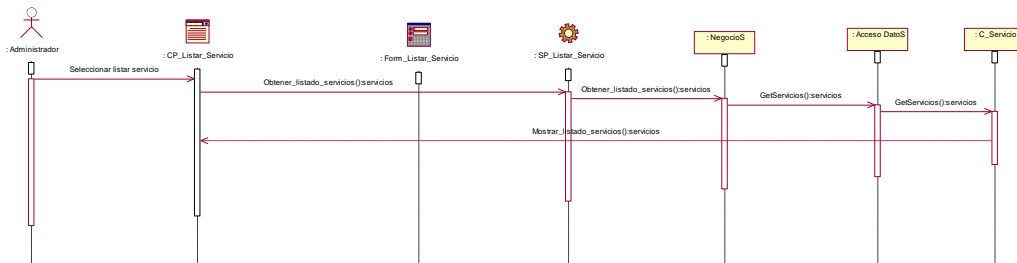 : Administrador
: CP_Listar_Servicio
: Form_Listar_Servicio
: SP_Listar_Servicio
: NegocioS
: Acceso DatoS
: C_Servicio
Seleccionar listar servicio
Obtener_listado_servicios():servicios
Obtener_listado_servicios():servicios
GetServicios():servicios
GetServicios():servicios
Mostrar_listado_servicios():servicios